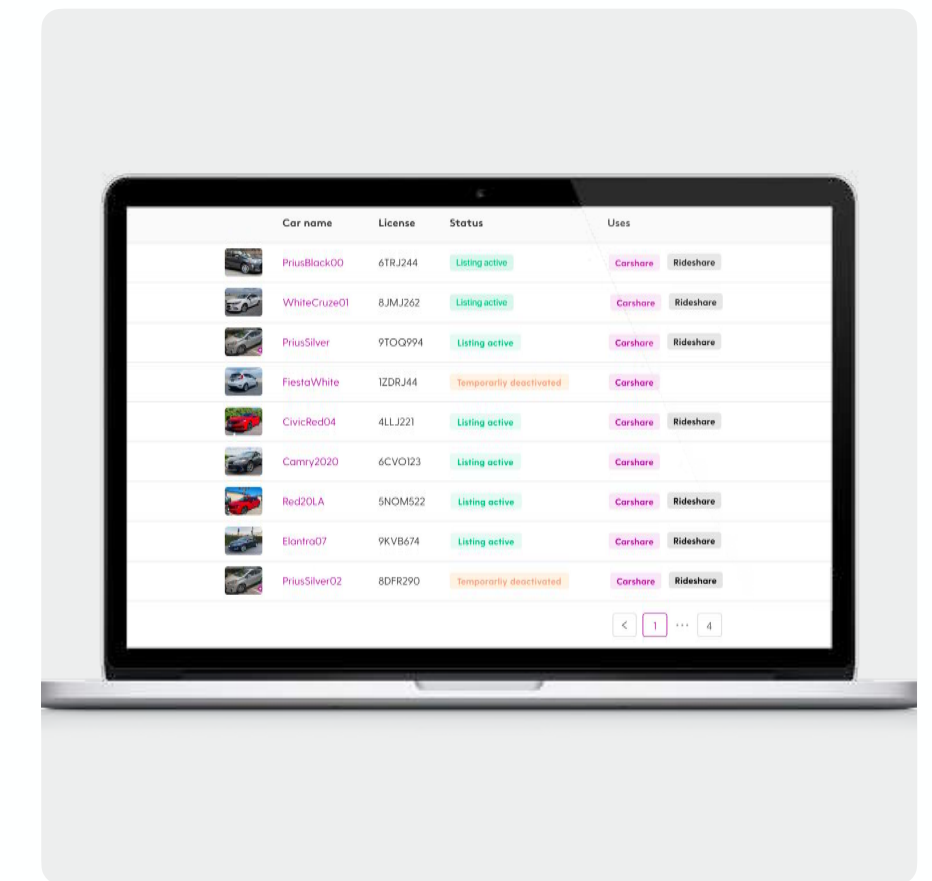 Car name License Status Uses
PriusBlack00 6TRJ244 Listing active Carshare Rideshare
WhiteCruze01 8JMJ262 Listing active Carshare Rideshare
PriusSilver 9TOQ994 Listing active Carshare Rideshare
FiestaWhite 1ZDRJ44 Temporarliy deactivated Carshare
CivicRed04 4LLJ221 Listing active Carshare Rideshare
Camry2020 6CVO123 Listing active Carshare
Red20LA 5NOM522 Listing active Carshare Rideshare
Elantra07 9KVB674 Listing active Carshare Rideshare
PriusSilver02 8DFR290 Temporarliy deactivated Carshare Rideshare
< 1 ··· 4